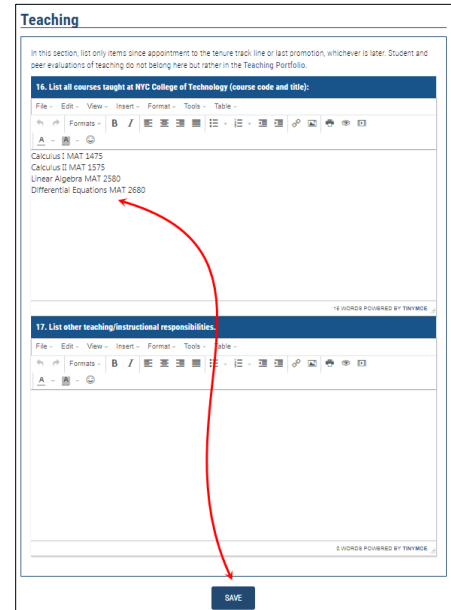 Teaching
In this section, list only items since appointment to the tenure track line or last promotion, whichever is later. Student and
peer evaluations of teaching do not belong here but rather in the Teaching Portfolio.
16. List all courses taught at NYC College of Technology (course code and title):
File Edit View Insert Format Tools Table
Formats B I
A A
Calculus I MAT 1475
Calculus II MAT 1575
Linear Algebra MAT 2580
Differential Equations MAT 2680
16 WORDS POWERED BY TINYMCE
17. List other teaching/instructional responsibilities.
File Edit View Insert Format Tools Table
Formats B I
A A
0 WORDS POWERED BY TINYMCE
SAVE